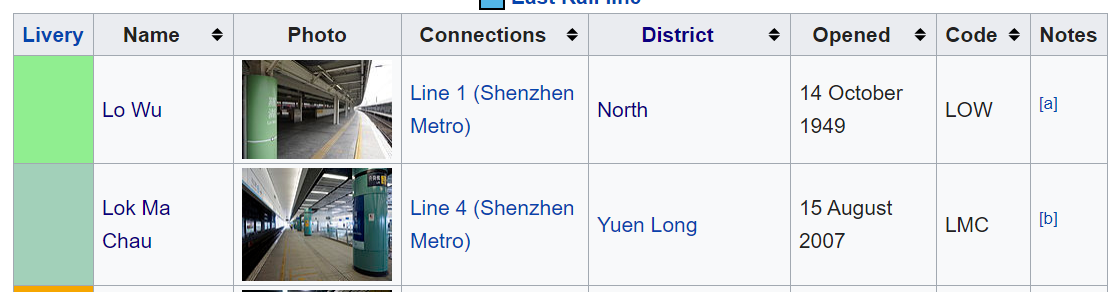 East Rail line
Livery Name Photo Connections District Opened Code Notes
Lo Wu Line 1 (Shenzhen Metro) North 14 October 1949 LOW [a]
Lok Ma Chau Line 4 (Shenzhen Metro) Yuen Long 15 August 2007 LMC [b]